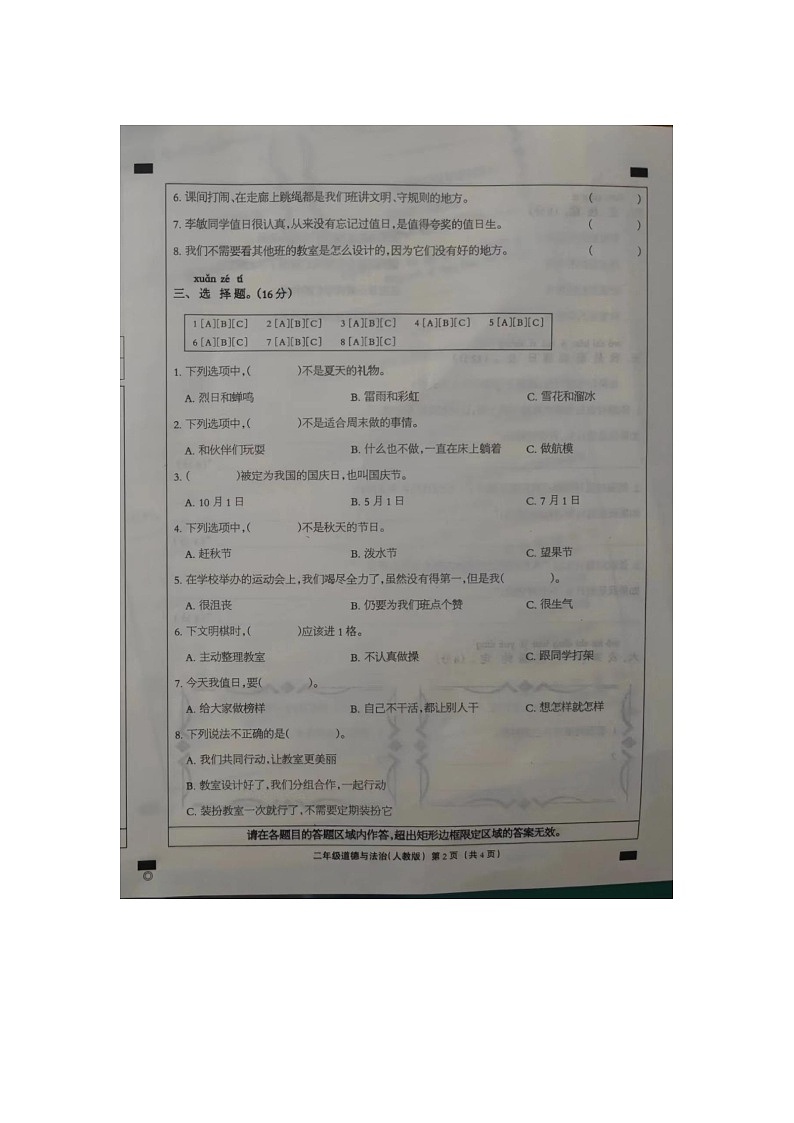 6. 课间打闹、在走廊上跳绳都是我们班讲文明、守规则的地方。 ( )
7. 李敏同学值日很认真,从来没有忘记过值日,是值得夸奖的值日生。 ( )
8. 我们不需要看其他班的教室是怎么设计的,因为它们没有好的地方。 ( )
xuǎn zé tí
三、选 择 题。(16分)
1 [A][B][C] 2 [A][B][C] 3 [A][B][C] 4 [A][B][C] 5 [A][B][C]
6 [A][B][C] 7 [A][B][C] 8 [A][B][C]
1. 下列选项中,( )不是夏天的礼物。
A. 烈日和蝉鸣 B. 雷雨和彩虹 C. 雪花和溜冰
2. 下列选项中,( )不是适合周末做的事情。
A. 和伙伴们玩耍 B. 什么也不做,一直在床上躺着 C. 做航模
3. ( )被定为我国的国庆日,也叫国庆节。
A. 10月1日 B. 5月1日 C. 7月1日
4. 下列选项中,( )不是秋天的节日。
A. 赶秋节 B. 泼水节 C. 望果节
5. 在学校举办的运动会上,我们竭尽全力了,虽然没有得第一,但是我( )。
A. 很沮丧 B. 仍要为我们班点个赞 C. 很生气
6. 下文明棋时,( )应该进1格。
A. 主动整理教室 B. 不认真做操 C. 跟同学打架
7. 今天我值日,要( )。
A. 给大家做榜样 B. 自己不干活,都让别人干 C. 想怎样就怎样
8. 下列说法不正确的是( )。
A. 我们共同行动,让教室更美丽
B. 教室设计好了,我们分组合作,一起行动
C. 装扮教室一次就行了,不需要定期装扮它
请在各题目的答题区域内作答,超出矩形边框限定区域的答案无效。
二年级道德与法治(人教版) 第2页 (共4页)